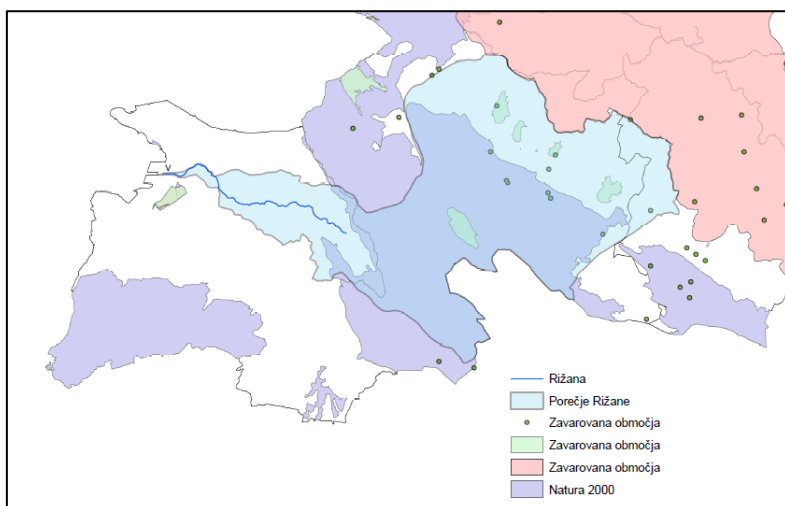 Rižana
Porečje Rižane
Zavarovana območja
Zavarovana območja
Zavarovana območja
Natura 2000